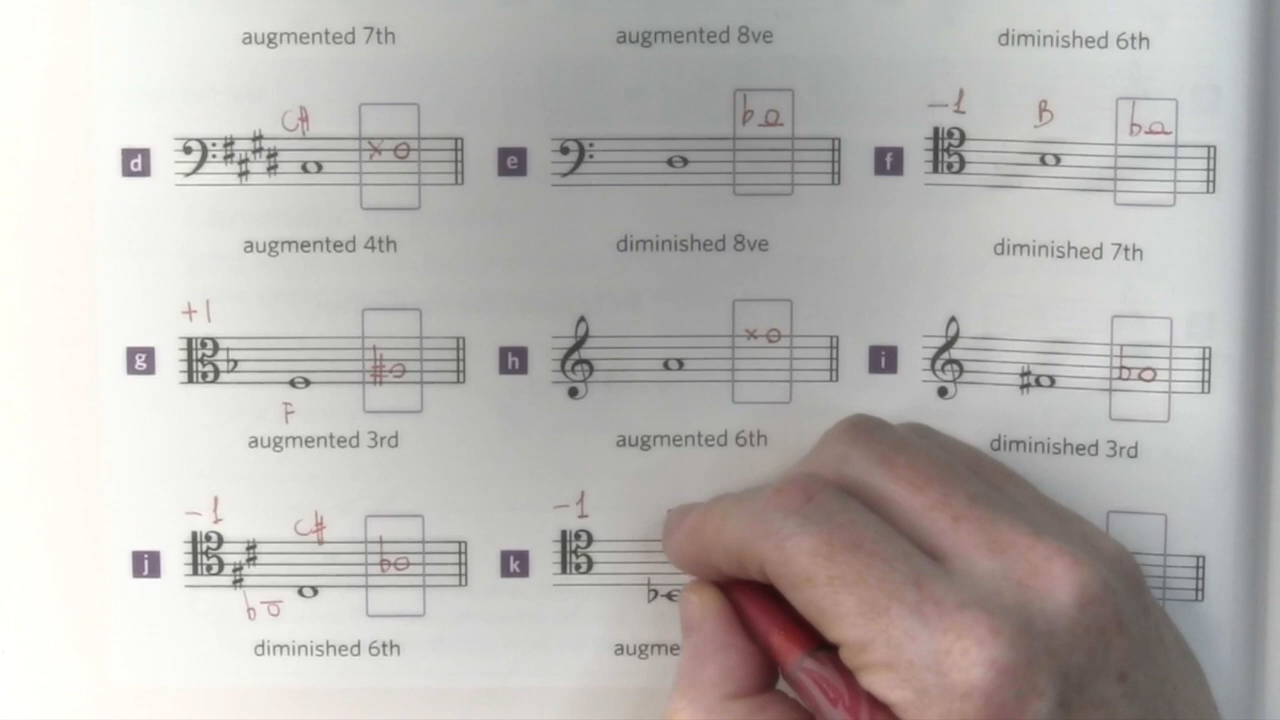 augmented 7th augmented 8ve diminished 6th
C# -1 B
d e f
augmented 4th diminished 8ve diminished 7th
+1
g h i
F
augmented 3rd augmented 6th diminished 3rd
-1 C# -1
j k
diminished 6th augme